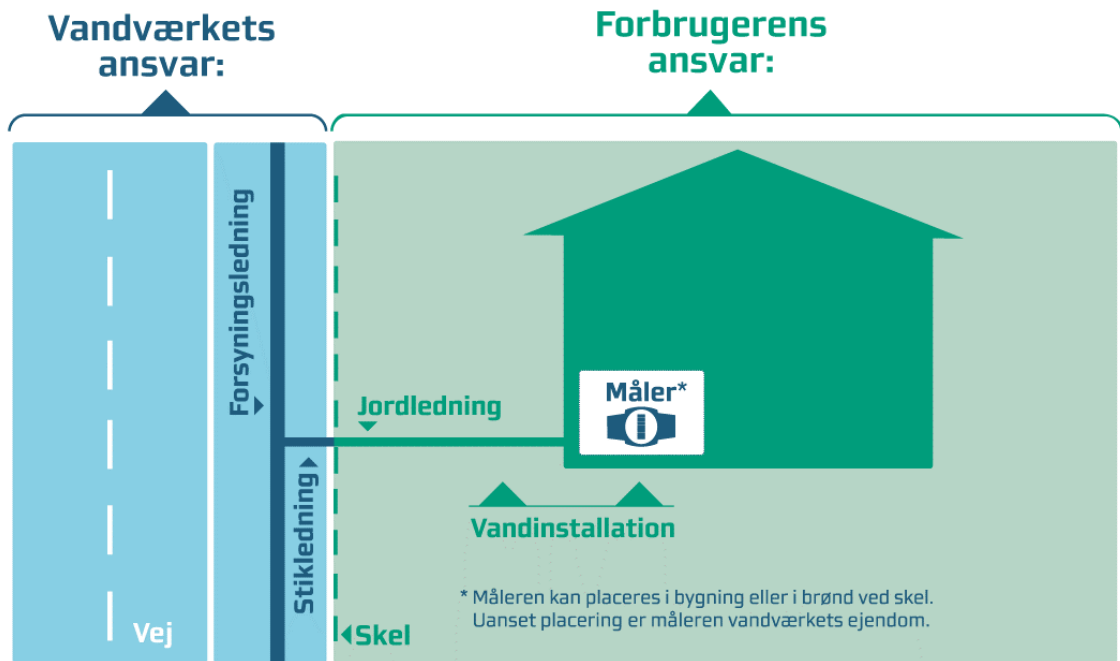 Vandværkets
ansvar:
Forbrugerens
ansvar:
Forsyningsledning
Jordledning
Måler*
Stikledning
Vandinstallation
* Måleren kan placeres i bygning eller i brønd ved skel.
Uanset placering er måleren vandværkets ejendom.
Vej
Skel